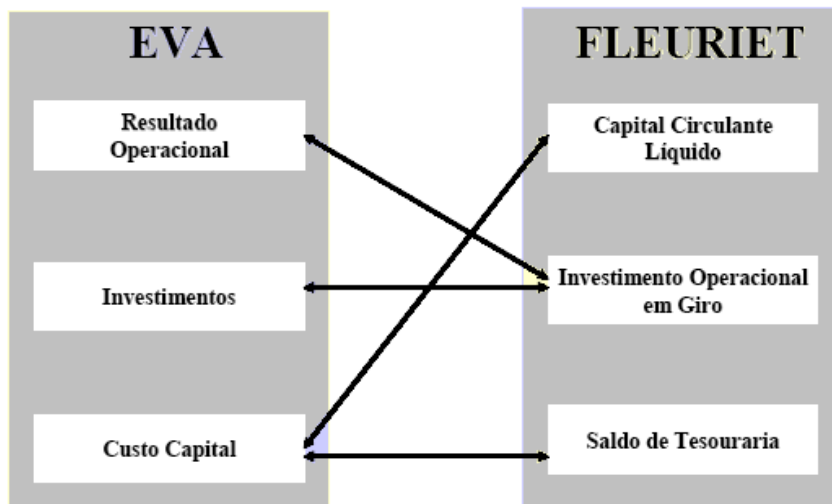 EVA
Resultado
Operacional
Investimentos
Custo Capital
FLEURIET
Capital Circulante
Líquido
Investimento Operacional
em Giro
Saldo de Tesouraria